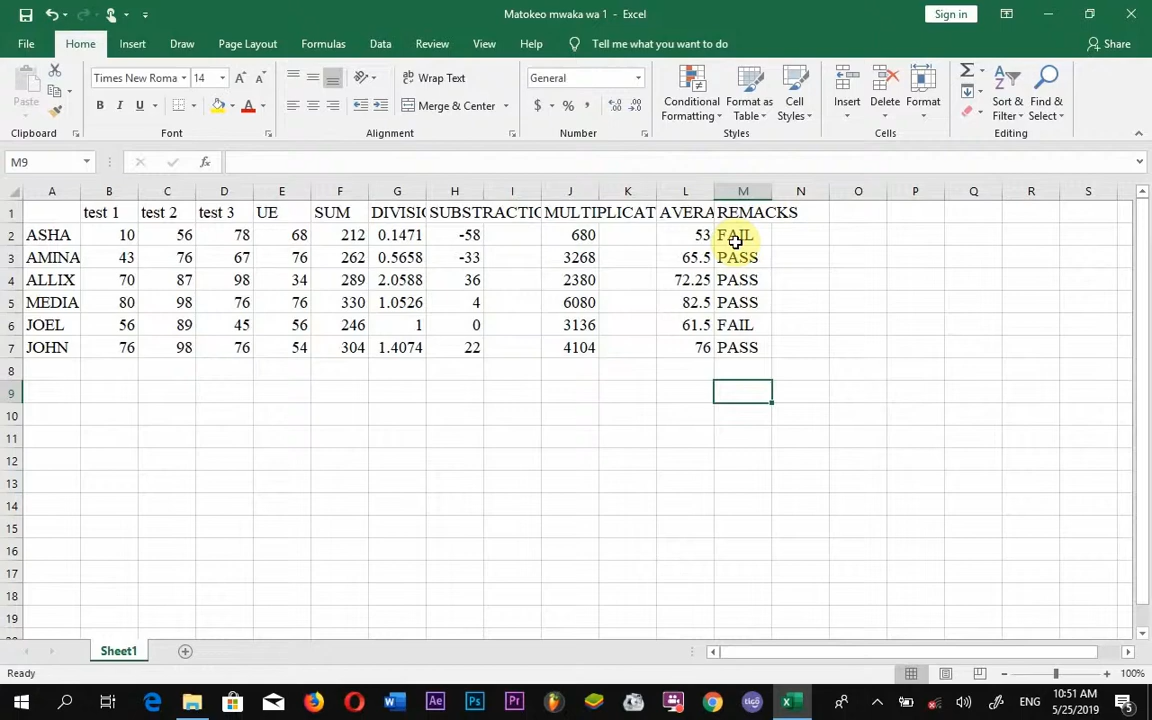 Matokeo mwaka wa 1 - Excel
Sign in
File Home Insert Draw Page Layout Formulas Data Review View Help Tell me what you want to do Share
Paste
Times New Roma 14
B I U A
Wrap Text
Merge & Center
General
$ % ,
Conditional Formatting
Format as Table
Cell Styles
Insert Delete Format
Sort & Filter
Find & Select
Clipboard Font Alignment Number Styles Cells Editing
M9 fx
A B C D E F G H I J K L M N O P Q R S
1 test 1 test 2 test 3 UE SUM DIVISIO SUBSTRACTIO MULTIPLICAT AVERA REMACKS
2 ASHA 10 56 78 68 212 0.1471 -58 680 53 FAIL
3 AMINA 43 76 67 76 262 0.5658 -33 3268 65.5 PASS
4 ALLIX 70 87 98 34 289 2.0588 36 2380 72.25 PASS
5 MEDIA 80 98 76 76 330 1.0526 4 6080 82.5 PASS
6 JOEL 56 89 45 56 246 1 0 3136 61.5 FAIL
7 JOHN 76 98 76 54 304 1.4074 22 4104 76 PASS
8
9
10
11
12
13
14
15
16
17
18
19
Sheet1
Ready
100%
ENG
10:51 AM
5/25/2019
5